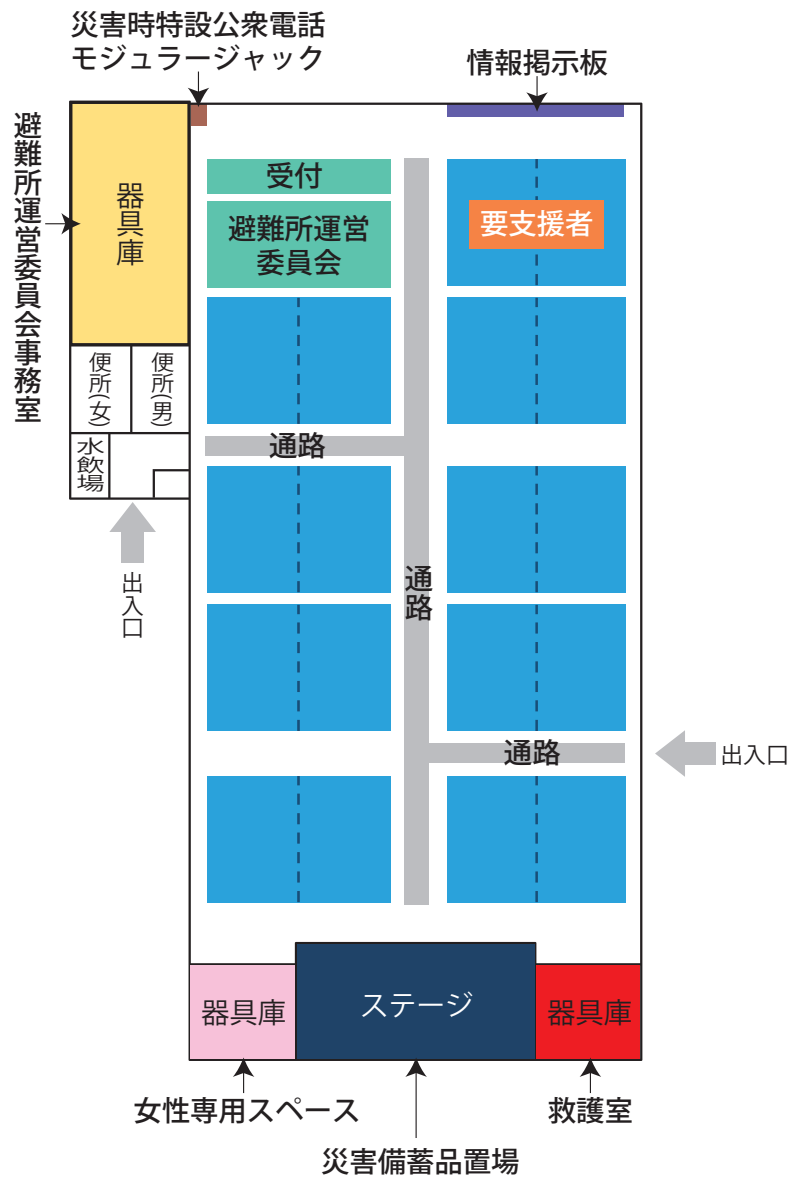 災害時特設公衆電話
モジュラージャック
情報掲示板
避難所運営委員会事務室
器具庫
受付
避難所運営
委員会
要支援者
便所(女)
便所(男)
水飲場
通路
出入口
通路
通路
出入口
器具庫
ステージ
器具庫
女性専用スペース
救護室
災害備蓄品置場